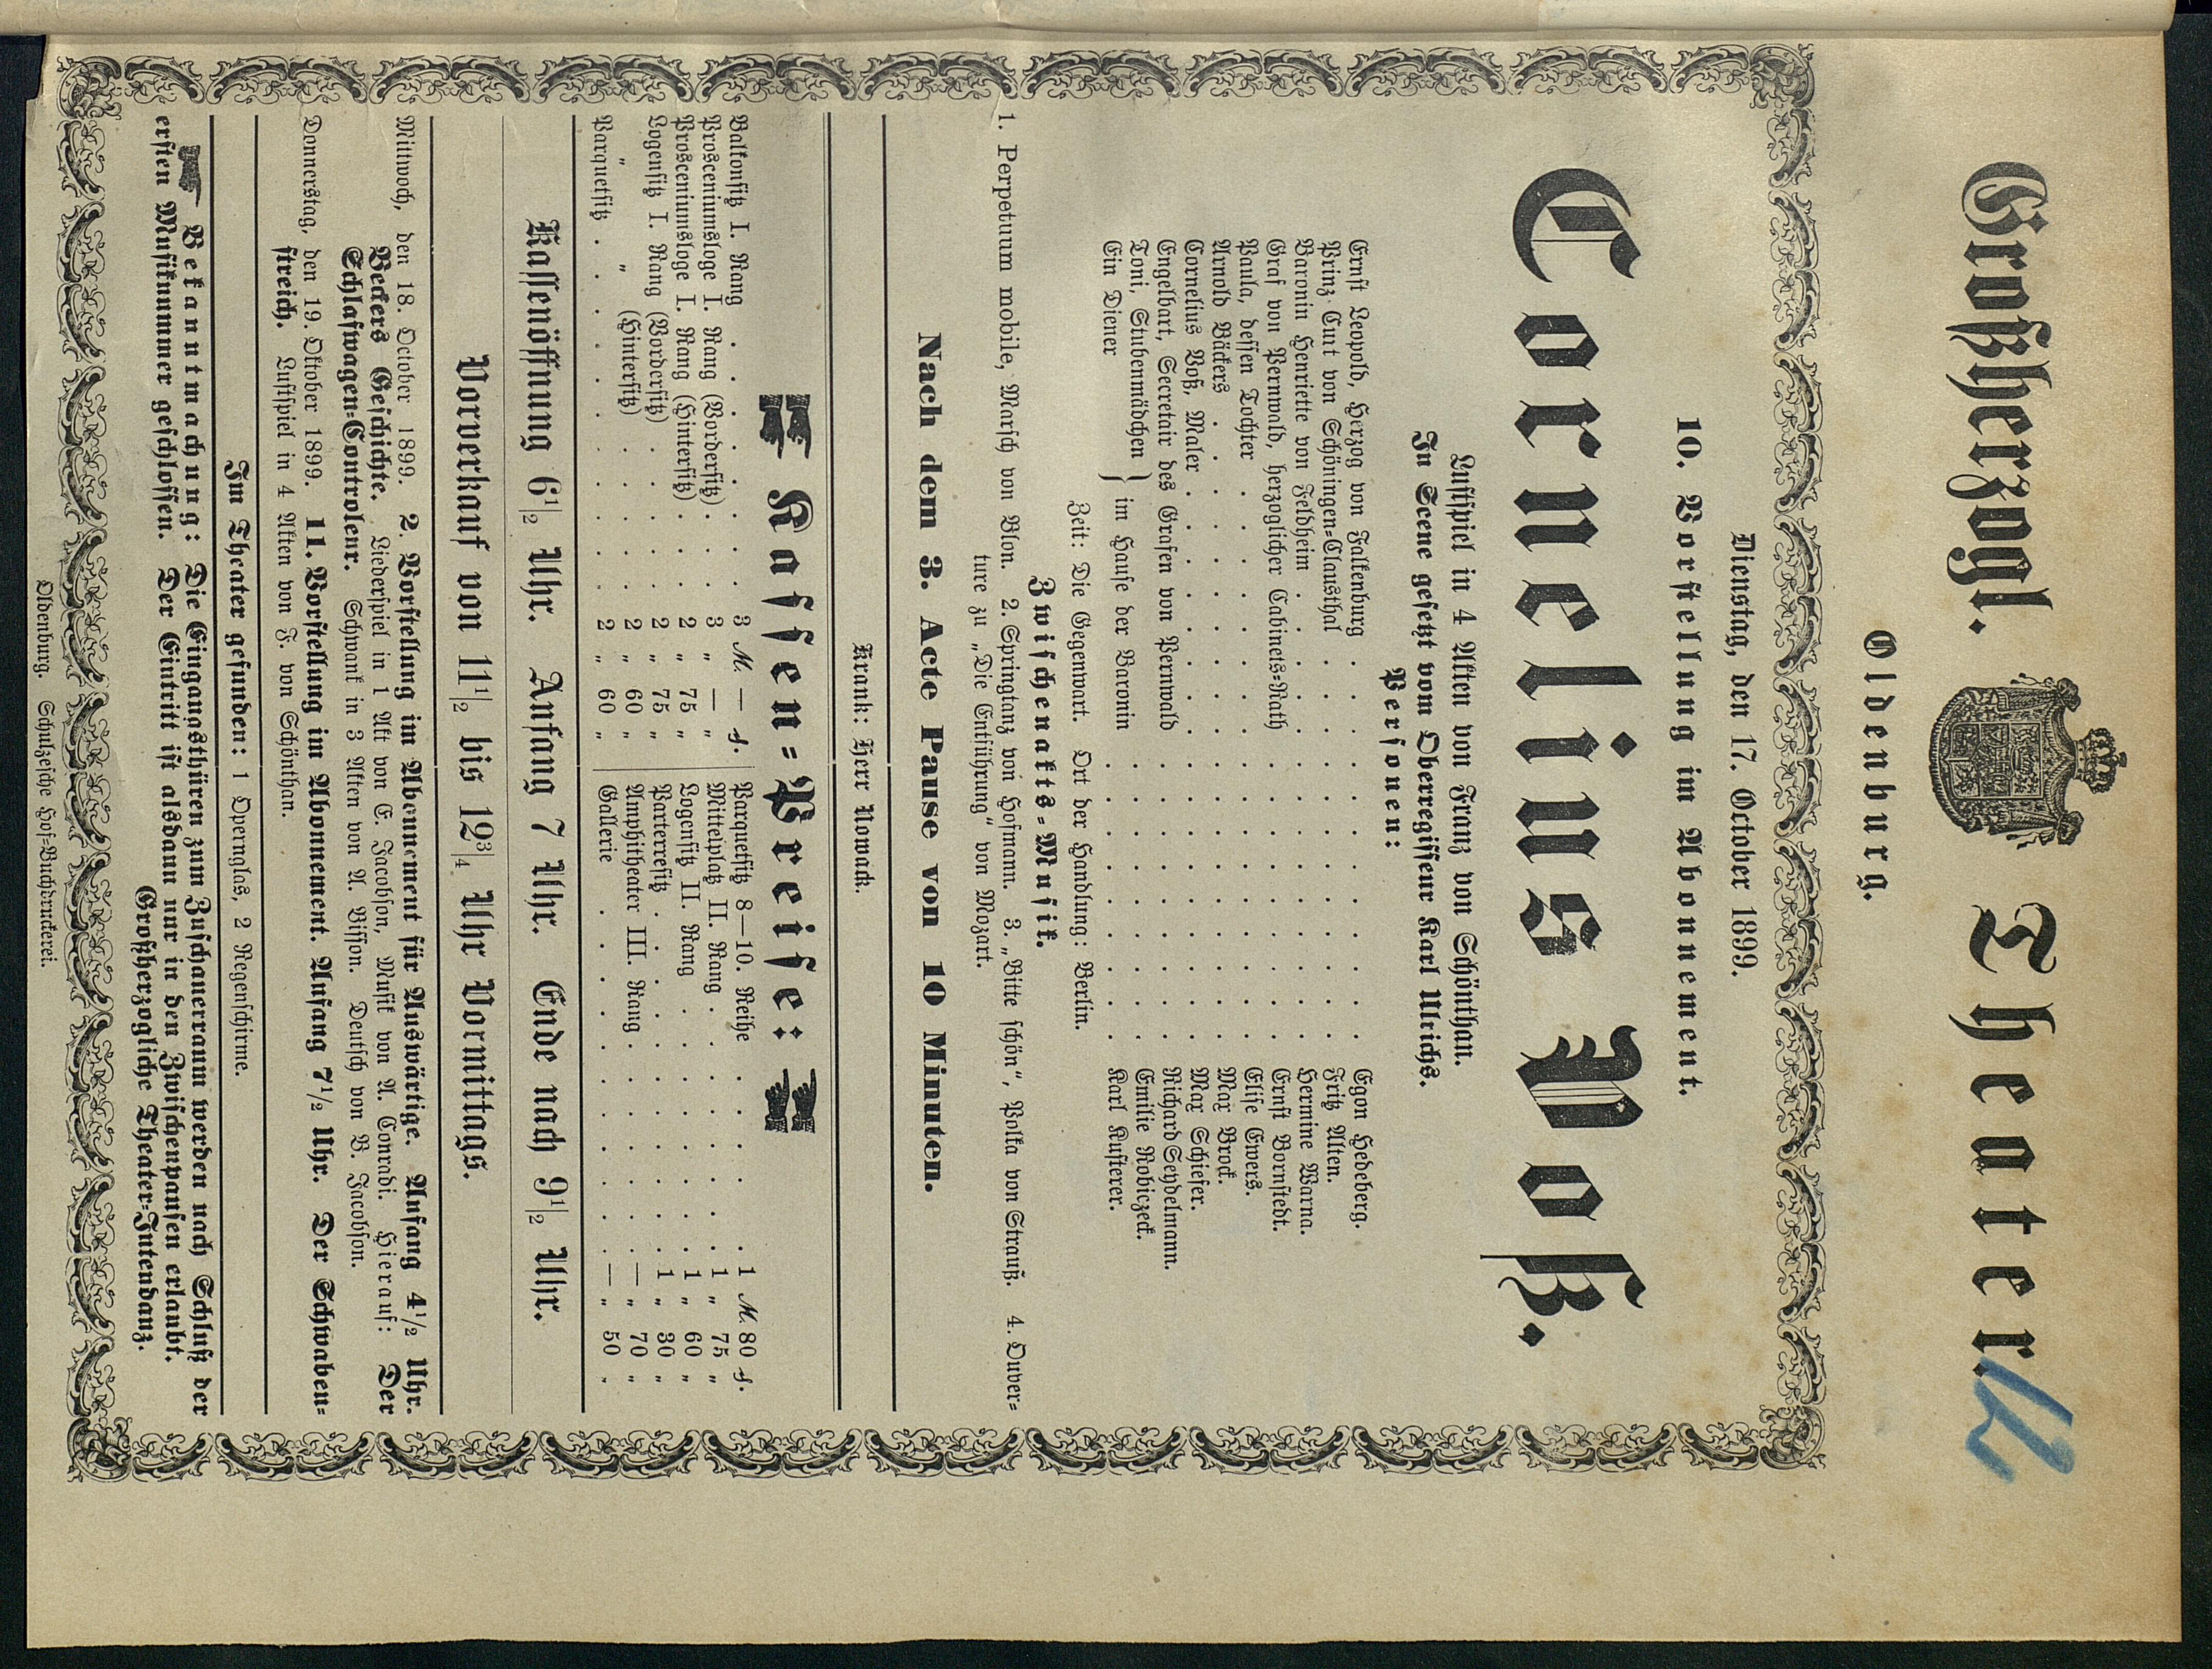 Großherzogl. Theater.
12
Oldenburg.
Dienstag, den 17. October 1899.
10. Vorstellung im Abonnement.
Cornelius Voß.
Lustspiel in 4 Akten von Franz von Schönthan.
In Scene gesetzt vom Oberregisseur Karl Ulrichs.
Personen:
Ernst Leopold, Herzog von Falkenburg . . . . . . Egon Hedeberg.
Prinz Curt von Schöningen-Clausthal . . . . . . Fritz Alten.
Baronin Henriette von Feldheim . . . . . . . Hermine Warna.
Graf von Pernwald, herzoglicher Cabinets-Rath . . . . . Ernst Bornstedt.
Paula, dessen Tochter . . . . . . . . . Elise Ewers.
Arnold Bäckers . . . . . . . . . . Max Brock.
Cornelius Voß, Maler . . . . . . . . . Max Schiefer.
Engelbart, Secretair des Grafen von Pernwald . . . . . Richard Seydelmann.
Toni, Stubenmädchen } im Hause der Baronin . . . . . Emilie Robiczeck.
Ein Diener . . . . . Karl Kusterer.
Zeit: Die Gegenwart. Ort der Handlung: Berlin.
Zwischenakts-Musik.
1. Perpetuum mobile, Marsch von Blon. 2. Springtanz von Hofmann. 3. „Bitte schön“, Polka von Strauß. 4. Ouver-
ture zu „Die Entführung“ von Mozart.
Nach dem 3. Acte Pause von 10 Minuten.
Krank: Herr Nowack.
Kassen-Preise:
Balkonsitz I. Rang . . . . . 3 M. — ₰. Parquetsitz 8—10. Reihe . . . . 1 M. 80 ₰.
Prosceniumsloge I. Rang (Vordersitz) . . 3 „ — „ Mittelplatz II. Rang . . . . . 1 „ 75 „
Prosceniumsloge I. Rang (Hintersitz) . . 2 „ 75 „ Logensitz II. Rang . . . . . 1 „ 60 „
Logensitz I. Rang (Vordersitz) . . . 2 „ 75 „ Parterresitz . . . . . . 1 „ 30 „
„ „ (Hintersitz) . . . 2 „ 60 „ Amphitheater III. Rang . . . . — „ 70 „
Parquetsitz . . . . . . . 2 „ 60 „ Gallerie . . . . . . — „ 50 „
Kassenöffnung 6½ Uhr. Anfang 7 Uhr. Ende nach 9½ Uhr.
Vorverkauf von 11½ bis 12¾ Uhr Vormittags.
Mittwoch, den 18. October 1899. 2. Vorstellung im Abonnement für Auswärtige. Anfang 4½ Uhr.
Beckers Geschichte. Liederspiel in 1 Akt von E. Jacobson, Musik von A. Conradi. Hierauf: Der
Schlafwagen-Controleur. Schwank in 3 Akten von A. Bisson. Deutsch von B. Jacobson.
Donnerstag, den 19. Oktober 1899. 11. Vorstellung im Abonnement. Anfang 7½ Uhr. Der Schwaben-
streich. Lustspiel in 4 Akten von F. von Schönthan.
Im Theater gefunden: 1 Opernglas, 2 Regenschirme.
Bekanntmachung: Die Eingangsthüren zum Zuschauerraum werden nach Schluß der
ersten Musiknummer geschlossen. Der Eintritt ist alsdann nur in den Zwischenpausen erlaubt.
Großherzogliche Theater-Intendanz.
Oldenburg. Schulzesche Hof-Buchdruckerei.